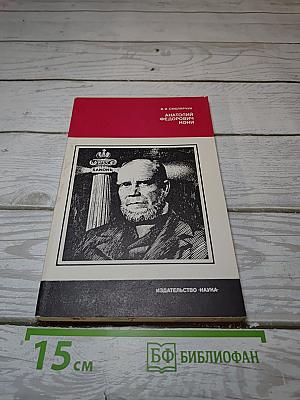 В.И.СМОЛЯРЧУК
АНАТОЛИЙ
ФЕДОРОВИЧ
КОНИ
ЗАКОНЪ
ИЗДАТЕЛЬСТВО «НАУКА»
15 см
БФ БИБЛИОФАН